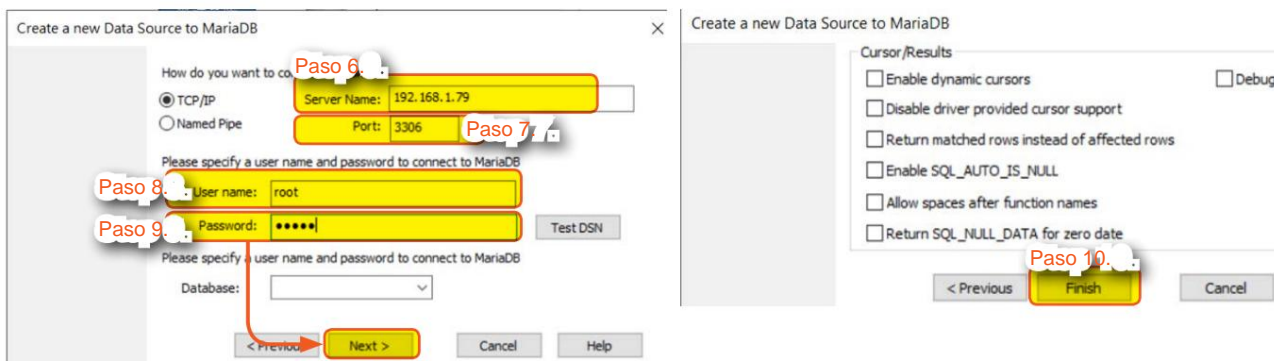 Create a new Data Source to MariaDB
Paso 6.
How do you want to
TCP/IP
Server Name: 192.168.1.79
Named Pipe
Port: 3306
Paso 7.
Please specify a user name and password to connect to MariaDB
Paso 8.
User name: root
Paso 9.
Password: •••••
Test DSN
Please specify a user name and password to connect to MariaDB
Database:
< Previous
Next >
Cancel
Help
Create a new Data Source to MariaDB
Cursor/Results
Enable dynamic cursors
Debug
Disable driver provided cursor support
Return matched rows instead of affected rows
Enable SQL_AUTO_IS_NULL
Allow spaces after function names
Return SQL_NULL_DATA for zero date
Paso 10.
< Previous
Finish
Cancel